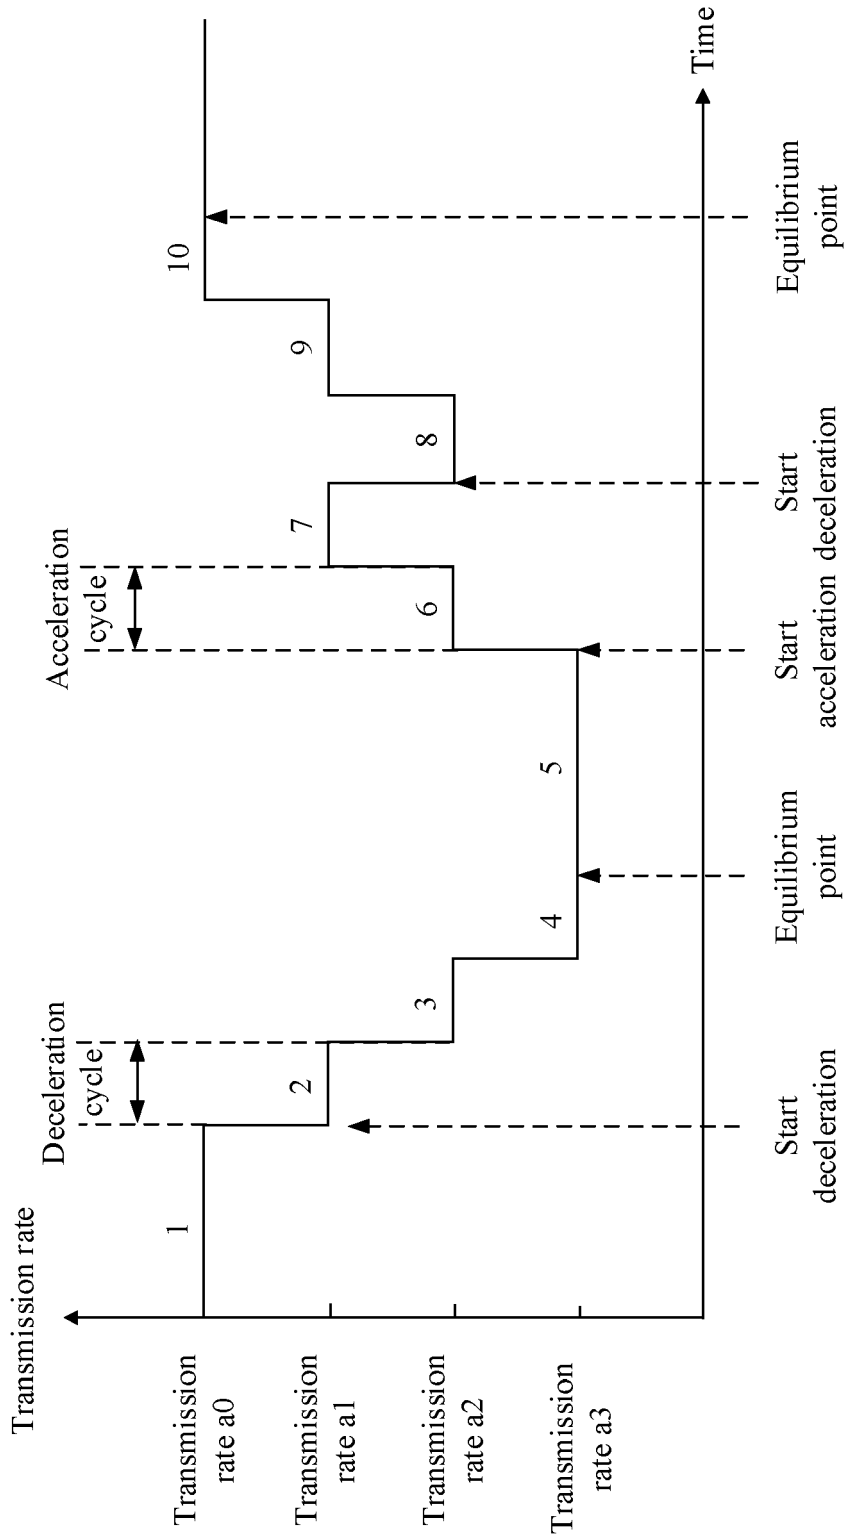 Transmission rate
Deceleration
cycle
Acceleration
cycle
Transmission
rate a0
Transmission
rate a1
Transmission
rate a2
Transmission
rate a3
1
2
3
4
5
6
7
8
9
10
Time
Start
deceleration
Equilibrium
point
Start
acceleration
Start
deceleration
Equilibrium
point